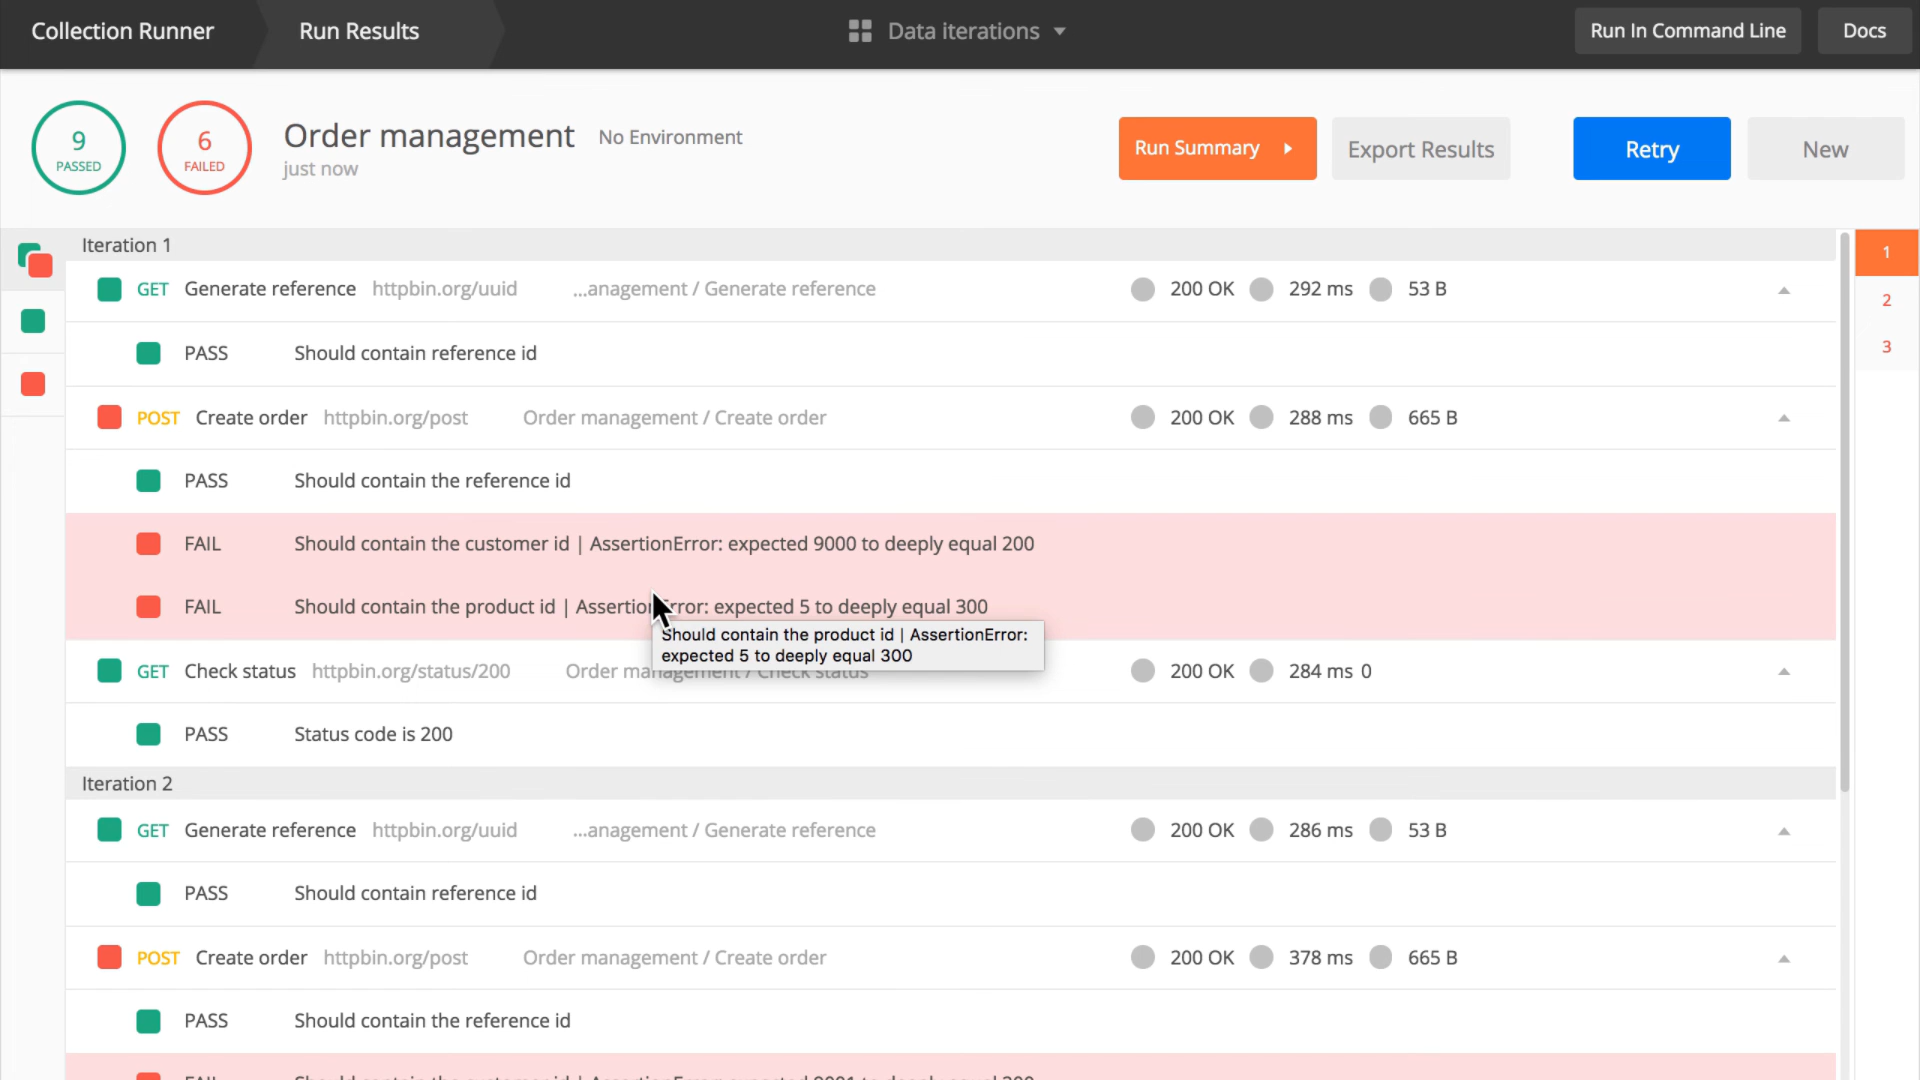 Collection Runner
Run Results
Data iterations
Run In Command Line
Docs
9
PASSED
6
FAILED
Order management
No Environment
just now
Run Summary
Export Results
Retry
New
Iteration 1
1
2
3
GET Generate reference httpbin.org/uuid ...anagement / Generate reference 200 OK 292 ms 53 B
PASS Should contain reference id
POST Create order httpbin.org/post Order management / Create order 200 OK 288 ms 665 B
PASS Should contain the reference id
FAIL Should contain the customer id | AssertionError: expected 9000 to deeply equal 200
FAIL Should contain the product id | AssertionError: expected 5 to deeply equal 300
Should contain the product id | AssertionError:
expected 5 to deeply equal 300
GET Check status httpbin.org/status/200 Order management / Check status 200 OK 284 ms 0
PASS Status code is 200
Iteration 2
GET Generate reference httpbin.org/uuid ...anagement / Generate reference 200 OK 286 ms 53 B
PASS Should contain reference id
POST Create order httpbin.org/post Order management / Create order 200 OK 378 ms 665 B
PASS Should contain the reference id